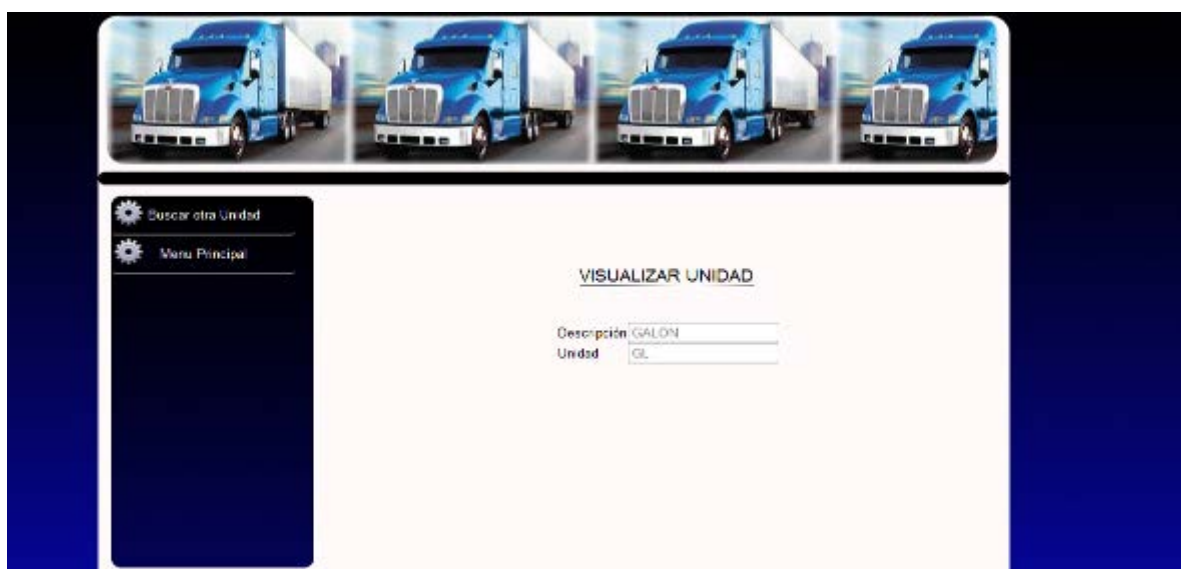 Buscar otra Unidad
Menu Principal
VISUALIZAR UNIDAD
Descripción GALON
Unidad GL